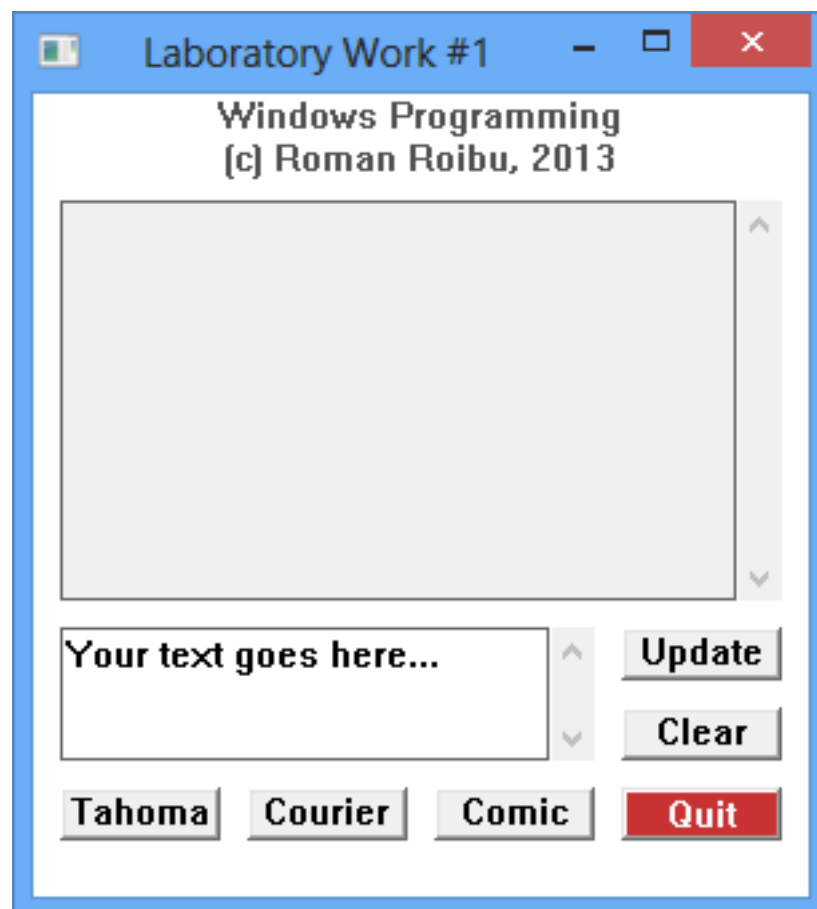 Laboratory Work #1
Windows Programming
(c) Roman Roibu, 2013
Your text goes here...
Update
Clear
Tahoma Courier Comic Quit